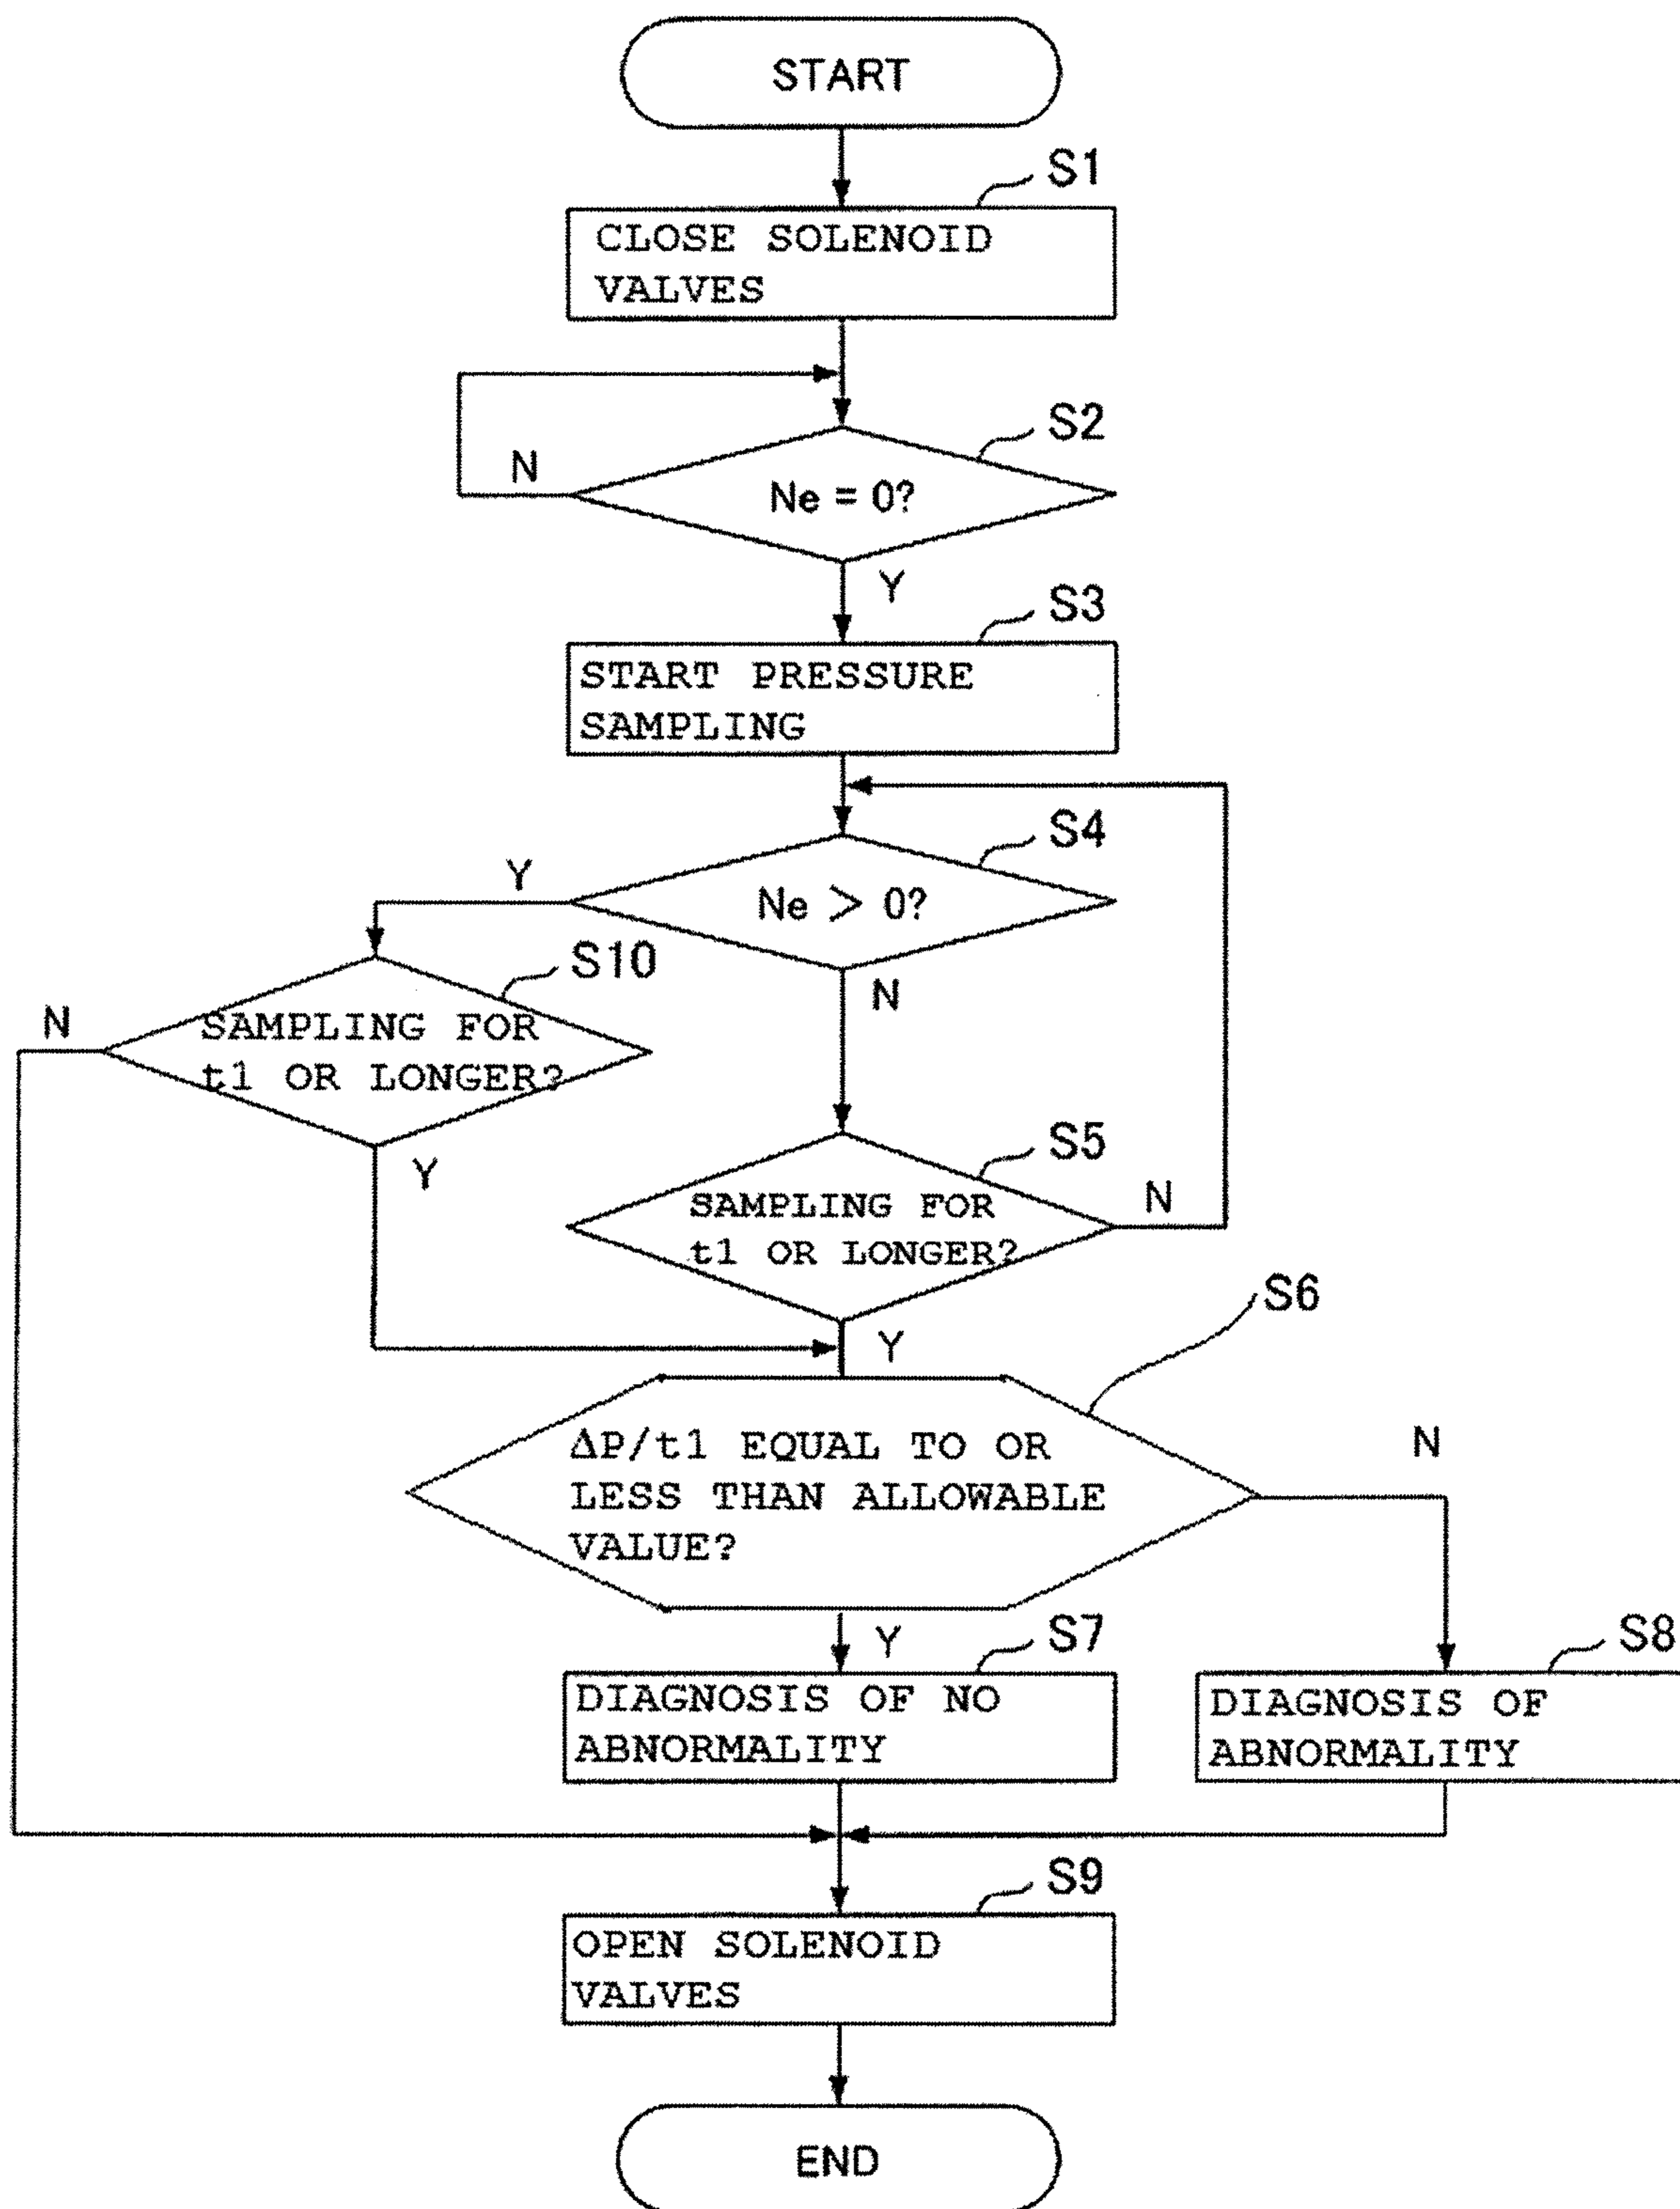 START
S1
CLOSE SOLENOID
VALVES
S2
N
Ne = 0?
Y
S3
START PRESSURE
SAMPLING
S4
Y
Ne > 0?
S10
N
N
SAMPLING FOR
t1 OR LONGER?
S5
Y
SAMPLING FOR
t1 OR LONGER?
N
S6
Y
ΔP/t1 EQUAL TO OR
LESS THAN ALLOWABLE
VALUE?
N
Y
S7
S8
DIAGNOSIS OF NO
ABNORMALITY
DIAGNOSIS OF
ABNORMALITY
S9
OPEN SOLENOID
VALVES
END